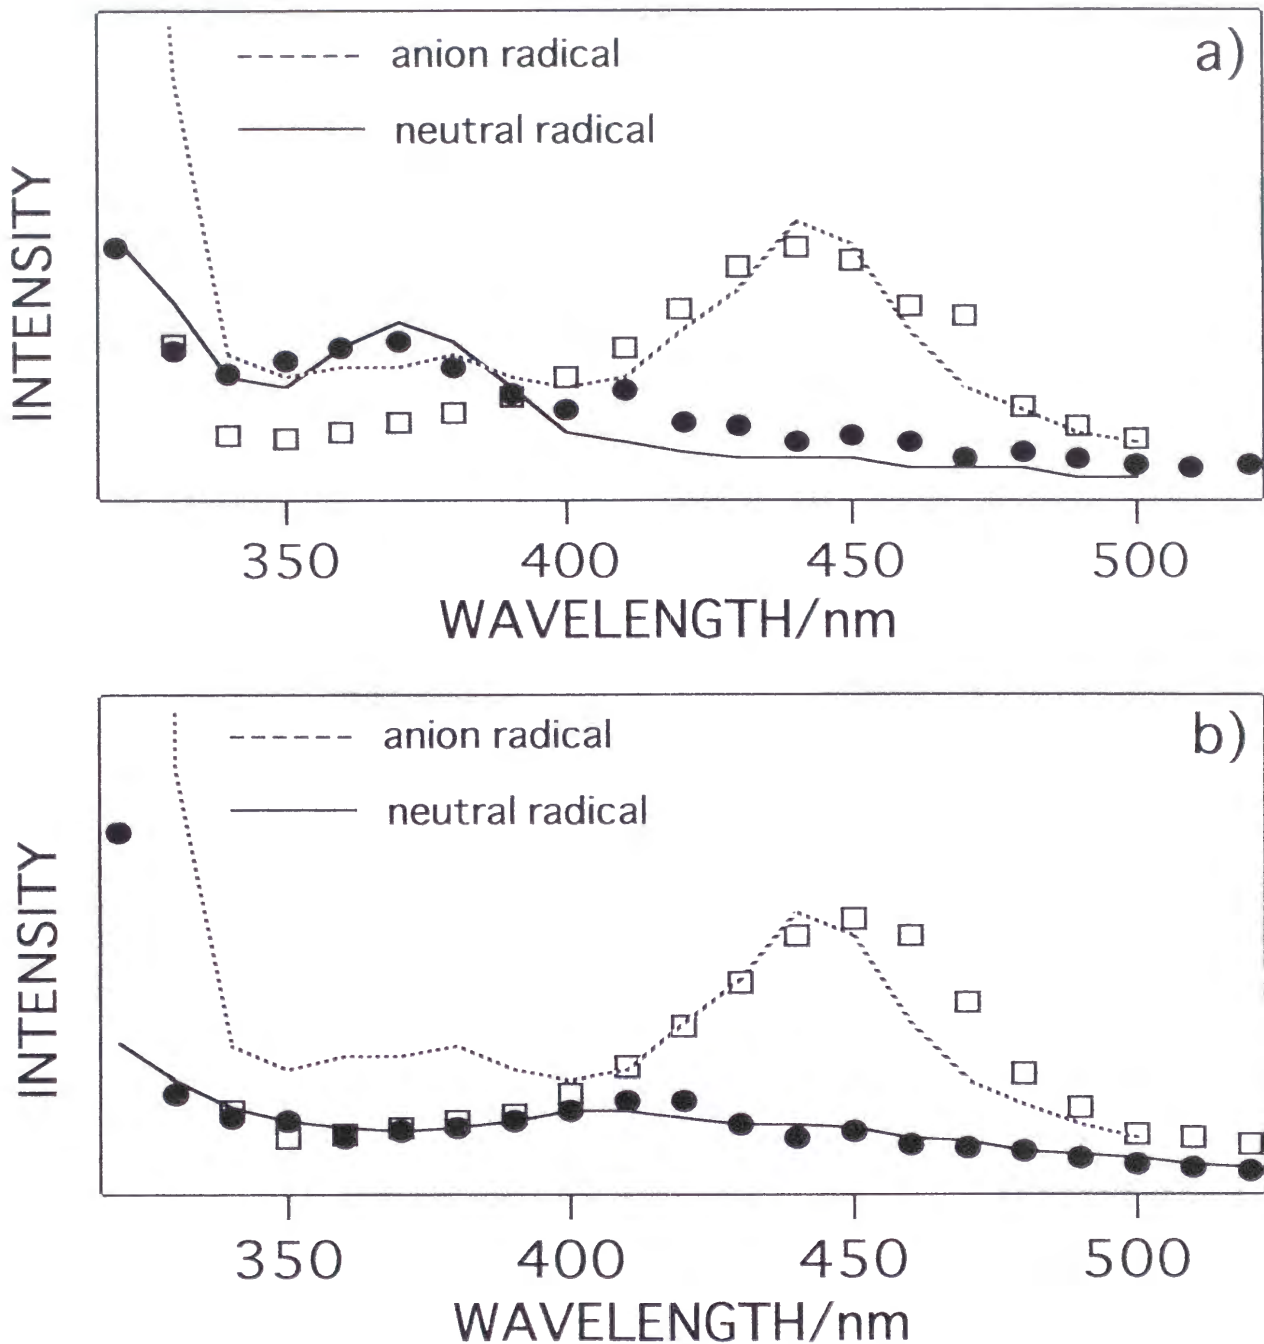 a)
anion radical
neutral radical
INTENSITY
350 400 450 500
WAVELENGTH/nm
b)
anion radical
neutral radical
INTENSITY
350 400 450 500
WAVELENGTH/nm